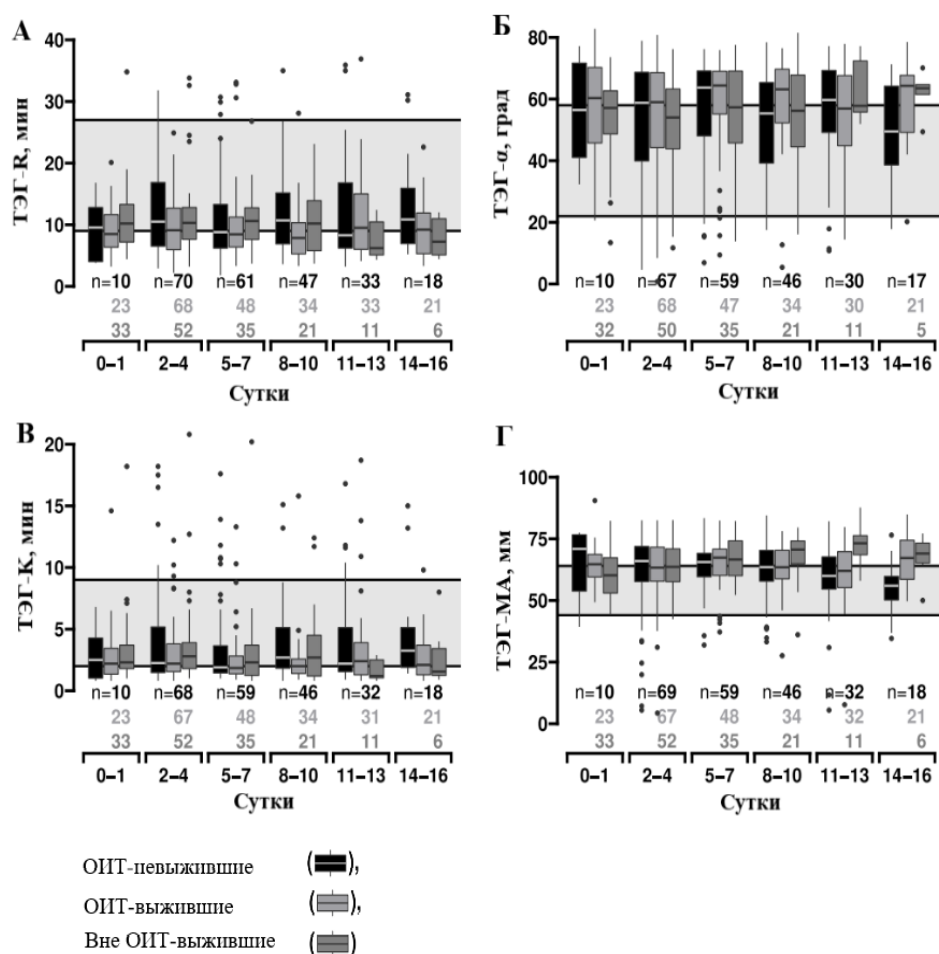 А
ТЭГ-R, мин
40
30
20
10
0
n=10 n=70 n=61 n=47 n=33 n=18
23 68 48 34 33 21
33 52 35 21 11 6
0–1 2–4 5–7 8–10 11–13 14–16
Сутки
Б
ТЭГ-α, град
80
60
40
20
0
n=10 n=67 n=59 n=46 n=30 n=17
23 68 47 34 30 21
32 50 35 21 11 5
0–1 2–4 5–7 8–10 11–13 14–16
Сутки
В
ТЭГ-K, мин
20
15
10
5
0
n=10 n=68 n=59 n=46 n=32 n=18
23 67 48 34 31 21
33 52 35 21 11 6
0–1 2–4 5–7 8–10 11–13 14–16
Сутки
Г
ТЭГ-МА, мм
100
75
50
25
0
n=10 n=69 n=59 n=46 n=32 n=18
23 67 48 34 32 21
33 52 35 21 11 6
0–1 2–4 5–7 8–10 11–13 14–16
Сутки
ОИТ-невыжившие ( ),
ОИТ-выжившие ( ),
Вне ОИТ-выжившие ( )